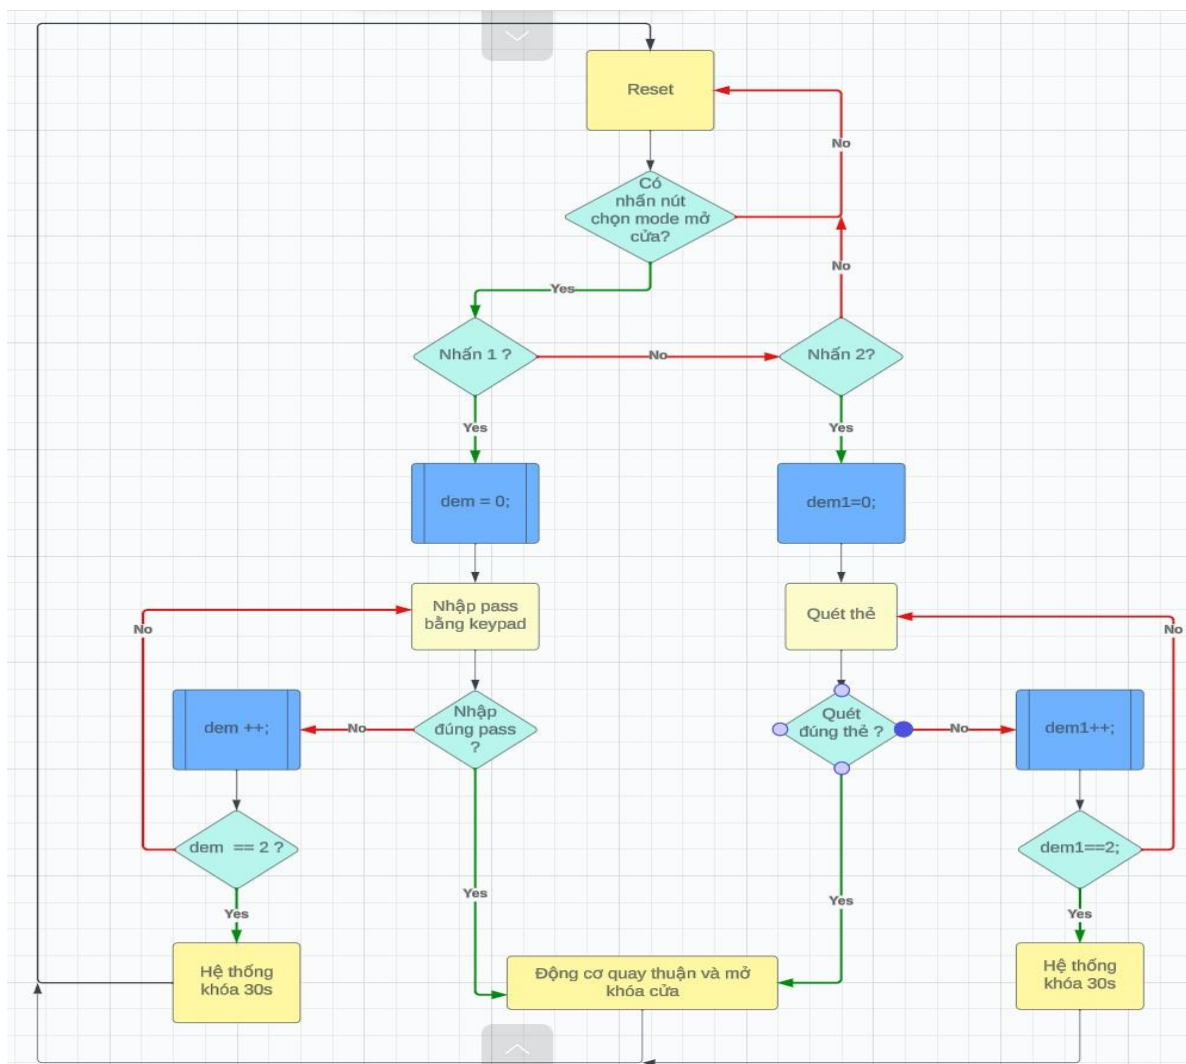 Reset
No
Có
nhấn nút
chọn mode mở
cửa?
No
Yes
Nhấn 1 ?
No
Nhấn 2?
Yes
Yes
dem = 0;
dem1=0;
Nhập pass
bằng keypad
Quét thẻ
No
No
dem ++;
No
Nhập
đúng pass
?
Quét
đúng thẻ ?
No
dem1++;
dem == 2 ?
dem1==2;
Yes
Yes
Yes
Yes
Hệ thống
khóa 30s
Động cơ quay thuận và mở
khóa cửa
Hệ thống
khóa 30s